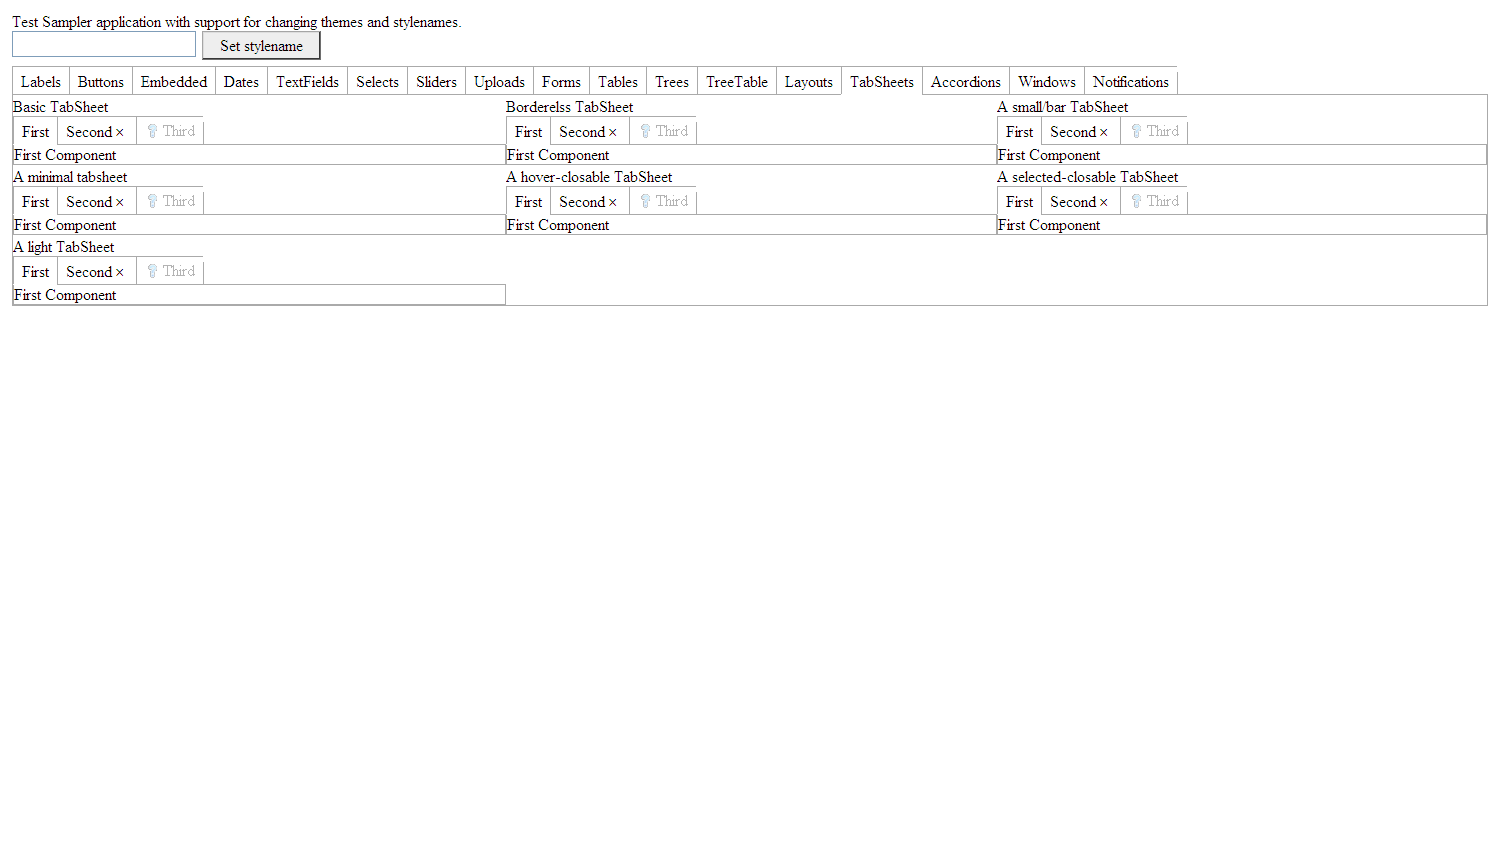 Test Sampler application with support for changing themes and stylenames.
Set stylename
Labels Buttons Embedded Dates TextFields Selects Sliders Uploads Forms Tables Trees TreeTable Layouts TabSheets Accordions Windows Notifications
Basic TabSheet Borderelss TabSheet A small/bar TabSheet
First Second × Third First Second × Third First Second × Third
First Component First Component First Component
A minimal tabsheet A hover-closable TabSheet A selected-closable TabSheet
First Second × Third First Second × Third First Second × Third
First Component First Component First Component
A light TabSheet
First Second × Third
First Component